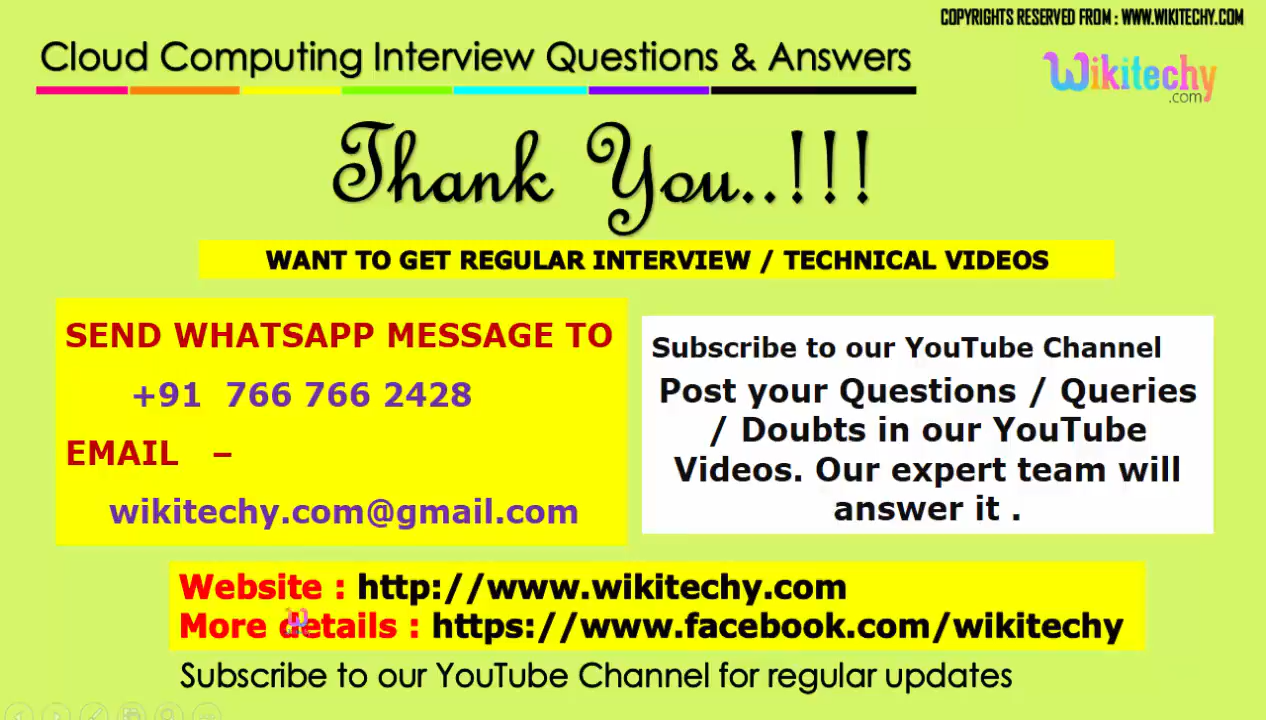 COPYRIGHTS RESERVED FROM : WWW.WIKITECHY.COM
Cloud Computing Interview Questions & Answers
Wikitechy
.com
Thank You..!!!
WANT TO GET REGULAR INTERVIEW / TECHNICAL VIDEOS
SEND WHATSAPP MESSAGE TO
+91 766 766 2428
EMAIL –
wikitechy.com@gmail.com
Subscribe to our YouTube Channel
Post your Questions / Queries
/ Doubts in our YouTube
Videos. Our expert team will
answer it .
Website : http://www.wikitechy.com
More details : https://www.facebook.com/wikitechy
Subscribe to our YouTube Channel for regular updates